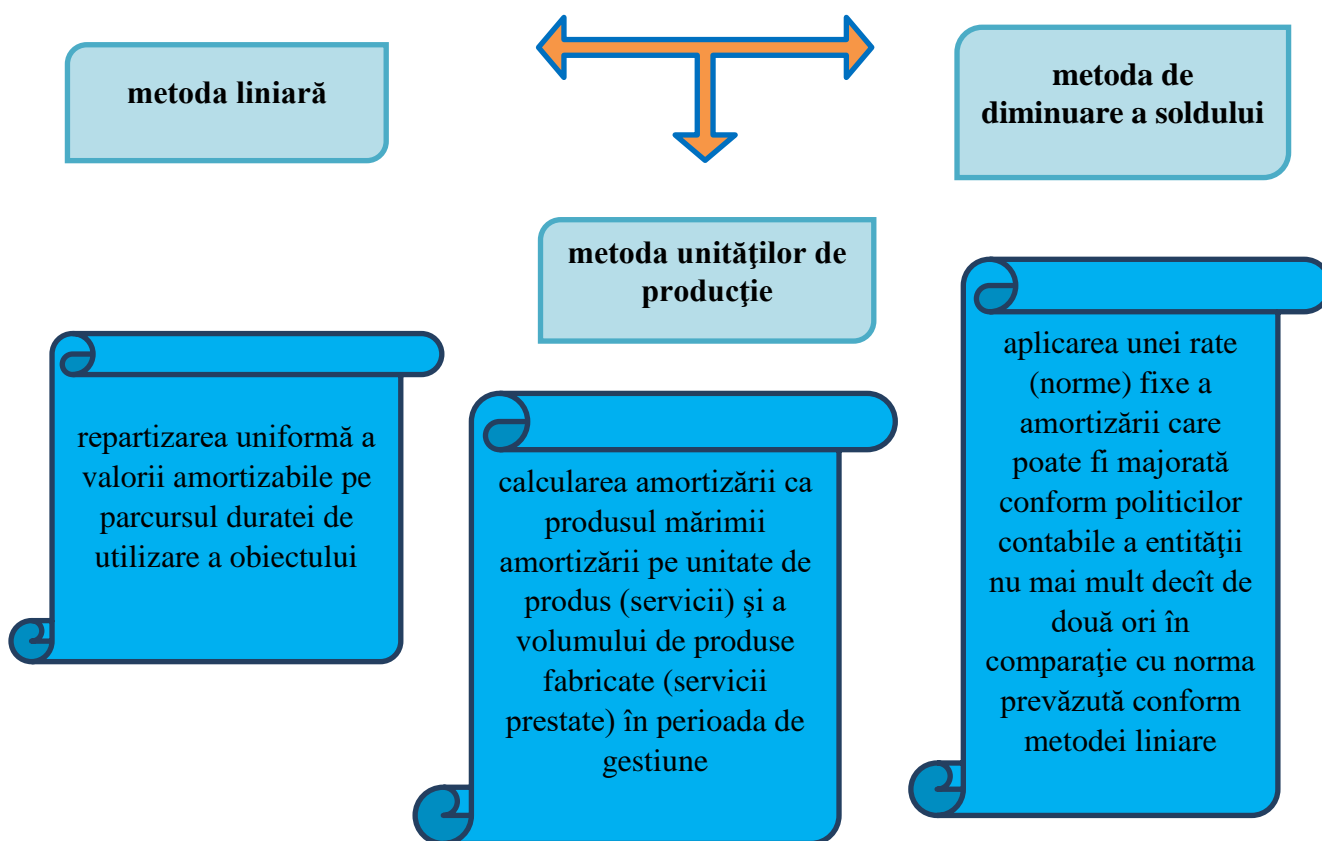 metoda liniară
metoda de
diminuare a soldului
metoda unităţilor de
producţie
repartizarea uniformă a
valorii amortizabile pe
parcursul duratei de
utilizare a obiectului
calcularea amortizării ca
produsul mărimii
amortizării pe unitate de
produs (servicii) şi a
volumului de produse
fabricate (servicii
prestate) în perioada de
gestiune
aplicarea unei rate
(norme) fixe a
amortizării care
poate fi majorată
conform politicilor
contabile a entităţii
nu mai mult decît de
două ori în
comparaţie cu norma
prevăzută conform
metodei liniare